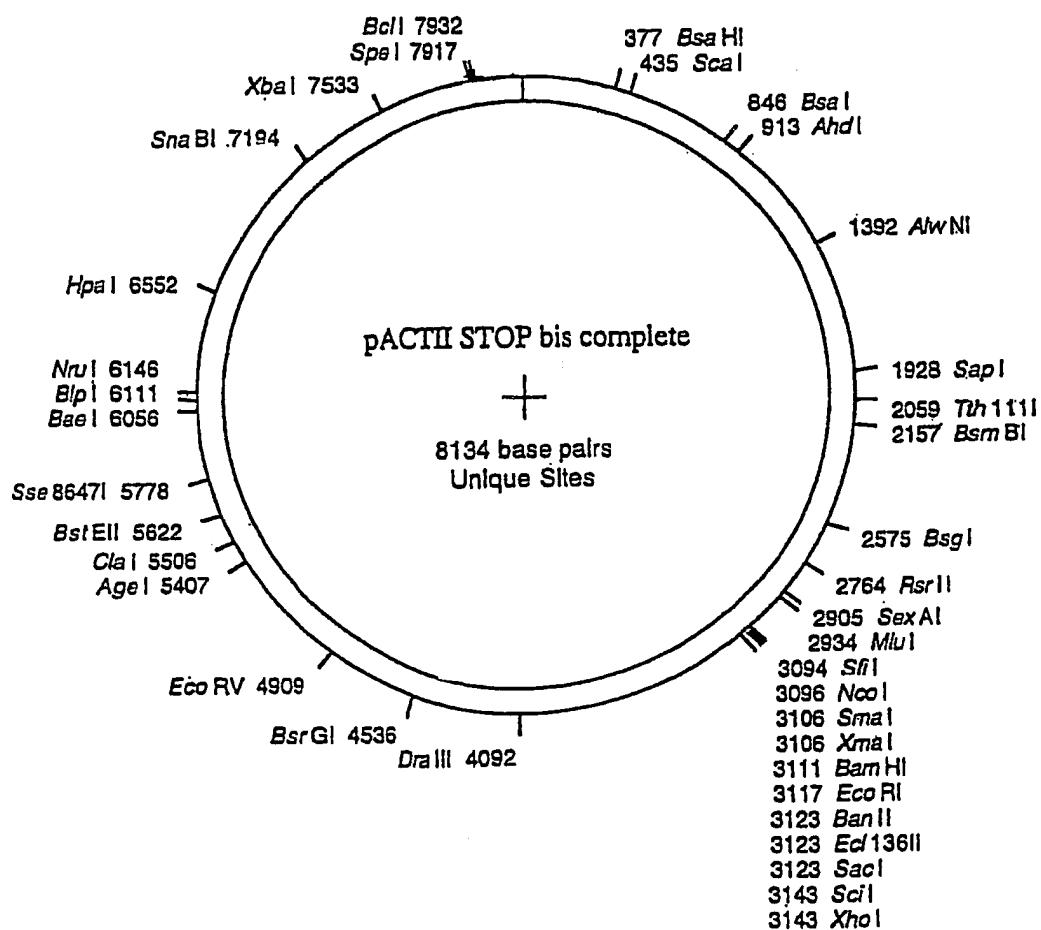 BclI 7932
SpeI 7917
XbaI 7533
SnaBI .7194
HpaI 6552
NruI 6146
BlpI 6111
BaeI 6056
Sse8647I 5778
BstEII 5622
ClaI 5506
AgeI 5407
EcoRV 4909
BsrGI 4536
DraIII 4092
377 BsaHI
435 ScaI
846 BsaI
913 AhdI
1392 AlwNI
1928 SapI
2059 Tth111I
2157 BsmBI
2575 BsgI
2764 RsrII
2905 SexAI
2934 MluI
3094 SfiI
3096 NcoI
3106 SmaI
3106 XmaI
3111 BamHI
3117 EcoRI
3123 BanII
3123 Ecl136II
3123 SacI
3143 SciI
3143 XhoI
pACTII STOP bis complete
8134 base pairs
Unique Sites